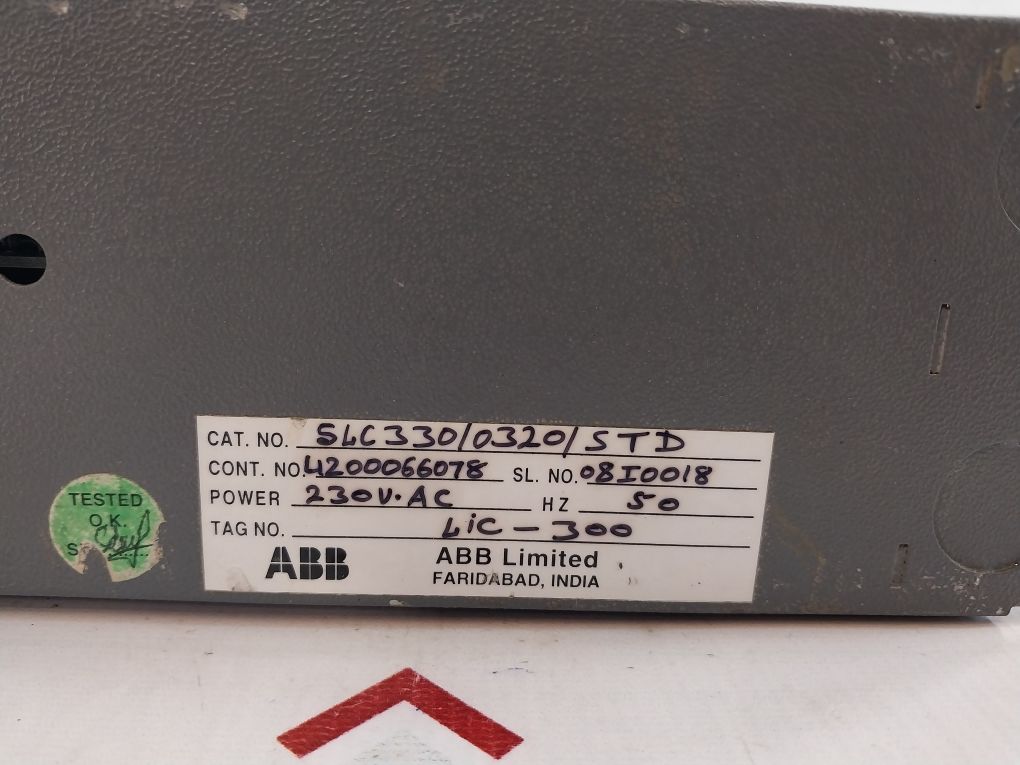 CAT. NO. SLC330/0320/STD
CONT. NO. 4200066078 SL. NO. 08I0018
POWER 230V.AC HZ 50
TAG NO. LiC-300
ABB ABB Limited
FARIDABAD, INDIA
TESTED
O.K.